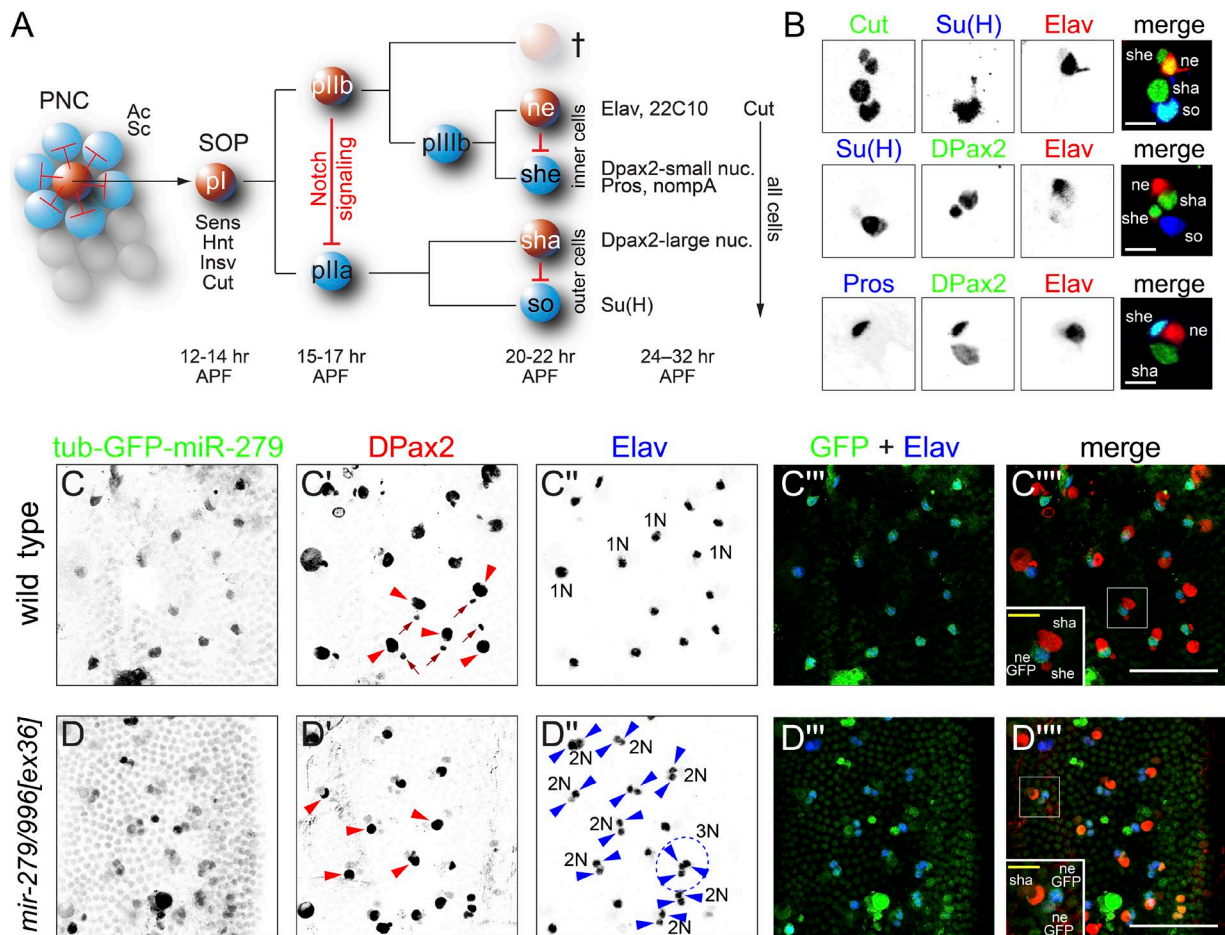 A
PNC
Ac
Sc
SOP
pI
Sens
Hnt
Insv
Cut
pIIb
Notch
signaling
pIIa
pIIIb
†
ne
she
sha
so
inner cells
outer cells
Elav, 22C10
Dpax2-small nuc.
Pros, nompA
Dpax2-large nuc.
Su(H)
Cut
all cells
12-14 hr
APF
15-17 hr
APF
20-22 hr
APF
24–32 hr
APF
B
Cut Su(H) Elav merge
she
ne
sha
so
Su(H) DPax2 Elav merge
ne
sha
she
so
Pros DPax2 Elav merge
she
ne
sha
tub-GFP-miR-279 DPax2 Elav GFP + Elav merge
wild type
C
C'
C''
1N
1N
1N
1N
C'''
C''''
sha
ne
GFP
she
mir-279/996[ex36]
D
D'
D''
2N
2N
2N
2N
2N
2N
3N
2N
2N
2N
D'''
D''''
sha
ne
GFP
ne
GFP